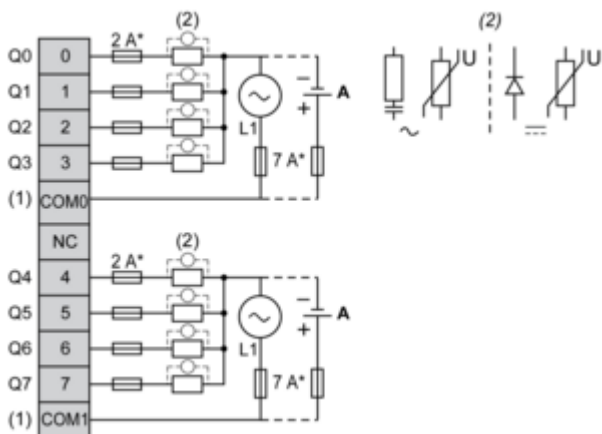 (2) (2)
2 A*
Q0 0
Q1 1 U U
Q2 2 − A
+
L1
Q3 3 7 A*
(1) COM0
NC
(2)
2 A*
Q4 4
Q5 5 − A
+
Q6 6 L1
Q7 7 7 A*
(1) COM1